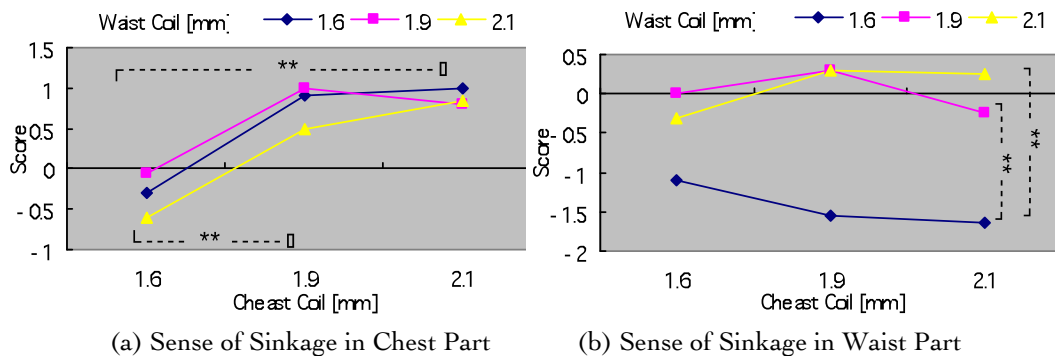 Waist Coil [mm] 1.6 1.9 2.1
1.5
1
0.5
0
-0.5
-1
Score
**
**
1.6 1.9 2.1
Cheast Coil [mm]
(a) Sense of Sinkage in Chest Part
Waist Coil [mm] 1.6 1.9 2.1
0.5
0
-0.5
-1
-1.5
-2
Score
**
**
1.6 1.9 2.1
Cheast Coil [mm]
(b) Sense of Sinkage in Waist Part